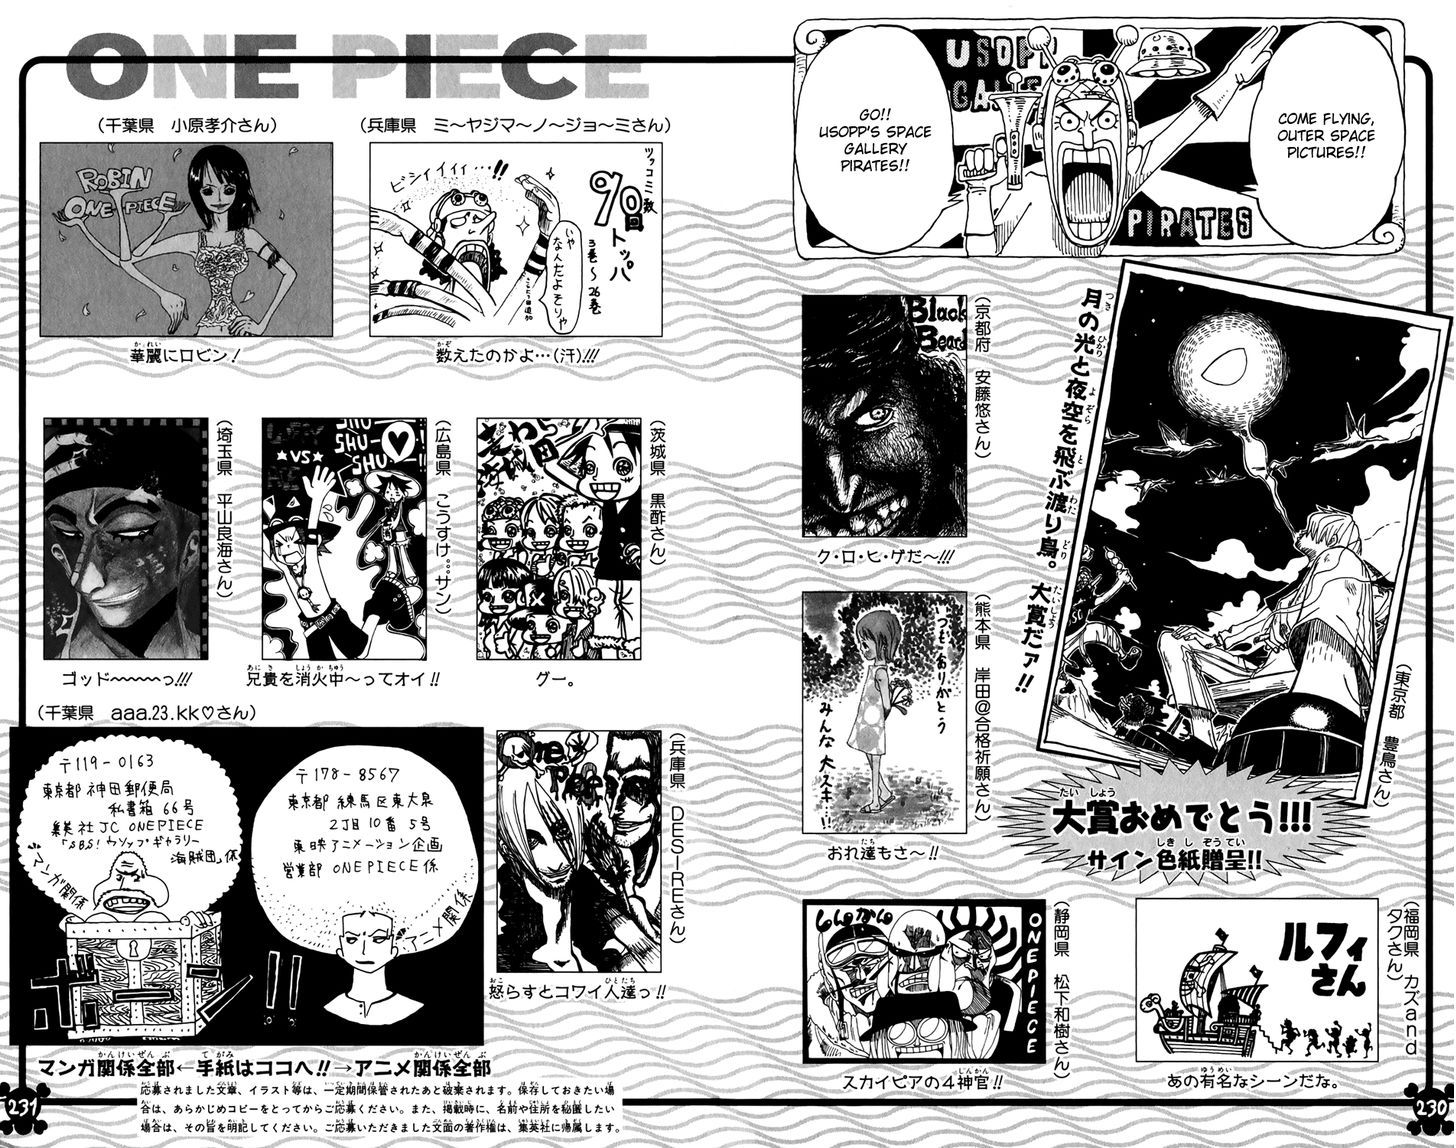 COME FLYING,
OUTER SPACE
PICTURES!!
GO!!
USOPP'S SPACE
GALLERY
PIRATES!!
USOPP
GALLE
PIRATES
月の光と夜空を飛ぶ渡り鳥。大賞だァ!!
(東京都 豊鳥さん)
大賞おめでとう!!!
サイン色紙贈呈!!
Black
Beard
(京都府 安藤悠さん)
ク・ロ・ヒ・ゲだ〜!!!
いつもありがとう
みんな大スキ!!
(熊本県 岸田@合格祈願さん)
おれ達もさ〜!!
ルフィ
さん
(福岡県 カズand
タクさん)
あの有名なシーンだな。
しんかん
ONE PIECE
(静岡県 松下和樹さん)
スカイピアの4神官!!
230
ONE PIECE
(千葉県 小原孝介さん)
ROBIN
ONE PIECE
華麗にロビン!
(兵庫県 ミ〜ヤジマ〜ノ〜ジョ〜ミさん)
ビシィイィィ…!!
ツッコミ数
90回
トッパ
3巻〜26巻
いや
なんだよそりゃ
数えたのかよ…(汗)!!!
(茨城県 黒酢さん)
グー。
(広島県 こうすけ。。。サン)
VS
SHU
SHU
SHU
兄貴を消火中〜ってオイ!!
(埼玉県 平山良海さん)
ゴッド〜〜〜〜っ!!!
(千葉県 aaa.23.kk♡さん)
〒119-0163
東京都 神田郵便局
私書箱 66号
集英社JC ONEPIECE
「SBS!ウソップギャラリー
海賊団」係
マンガ関係
ボーン
〒178-8567
東京都 練馬区東大泉
2丁目10番5号
東映アニメーション企画
営業部 ONEPIECE係
アニメ関係
!!
(兵庫県 DESIREさん)
One
Piece
怒らすとコワイ人達っ!!
マンガ関係全部←手紙はココへ!!→アニメ関係全部
応募されました文章、イラスト等は、一定期間保管されたあと破棄されます。保存しておきたい場
合は、あらかじめコピーをとってからご応募ください。また、掲載時に、名前や住所を秘匿したい
場合は、その旨を明記してください。ご応募いただきました文面の著作権は、集英社に帰属します。
231